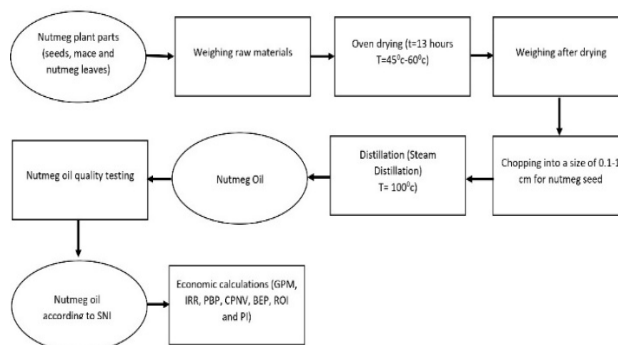 Nutmeg plant parts
(seeds, mace and
nutmeg leaves)
Weighing raw materials
Oven drying (t=13 hours
T=45⁰c-60⁰c)
Weighing after drying
Chopping into a size of 0.1-1
cm for nutmeg seed
Distillation (Steam
Distillation)
T= 100⁰c)
Nutmeg Oil
Nutmeg oil quality testing
Nutmeg oil
according to SNI
Economic calculations (GPM,
IRR, PBP, CPNV, BEP, ROI
and PI)